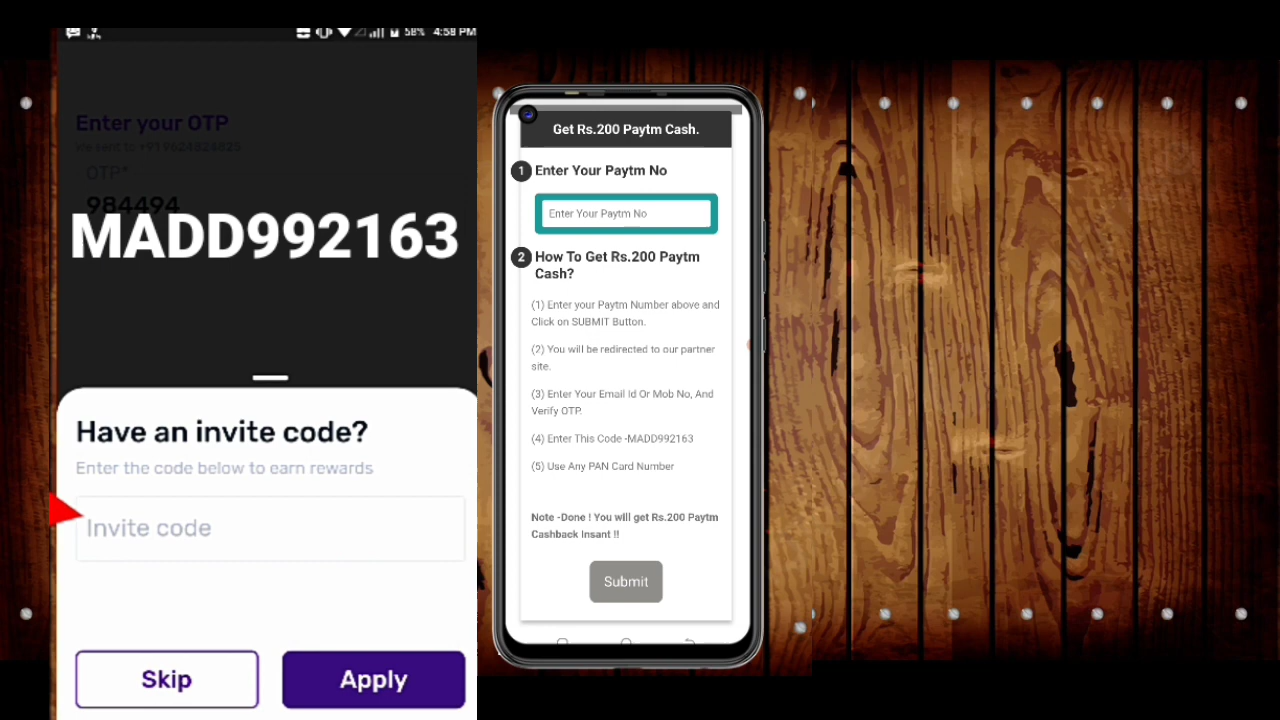 58% 4:58 PM
Enter your OTP
OTP*
984494
MADD992163
Have an invite code?
Enter the code below to earn rewards
Invite code
Skip
Apply
Get Rs.200 Paytm Cash.
1 Enter Your Paytm No
Enter Your Paytm No
2 How To Get Rs.200 Paytm
Cash?
(1) Enter your Paytm Number above and
Click on SUBMIT Button.
(2) You will be redirected to our partner
site.
(3) Enter Your Email Id Or Mob No, And
Verify OTP.
(4) Enter This Code -MADD992163
(5) Use Any PAN Card Number
Note -Done ! You will get Rs.200 Paytm
Cashback Insant !!
Submit